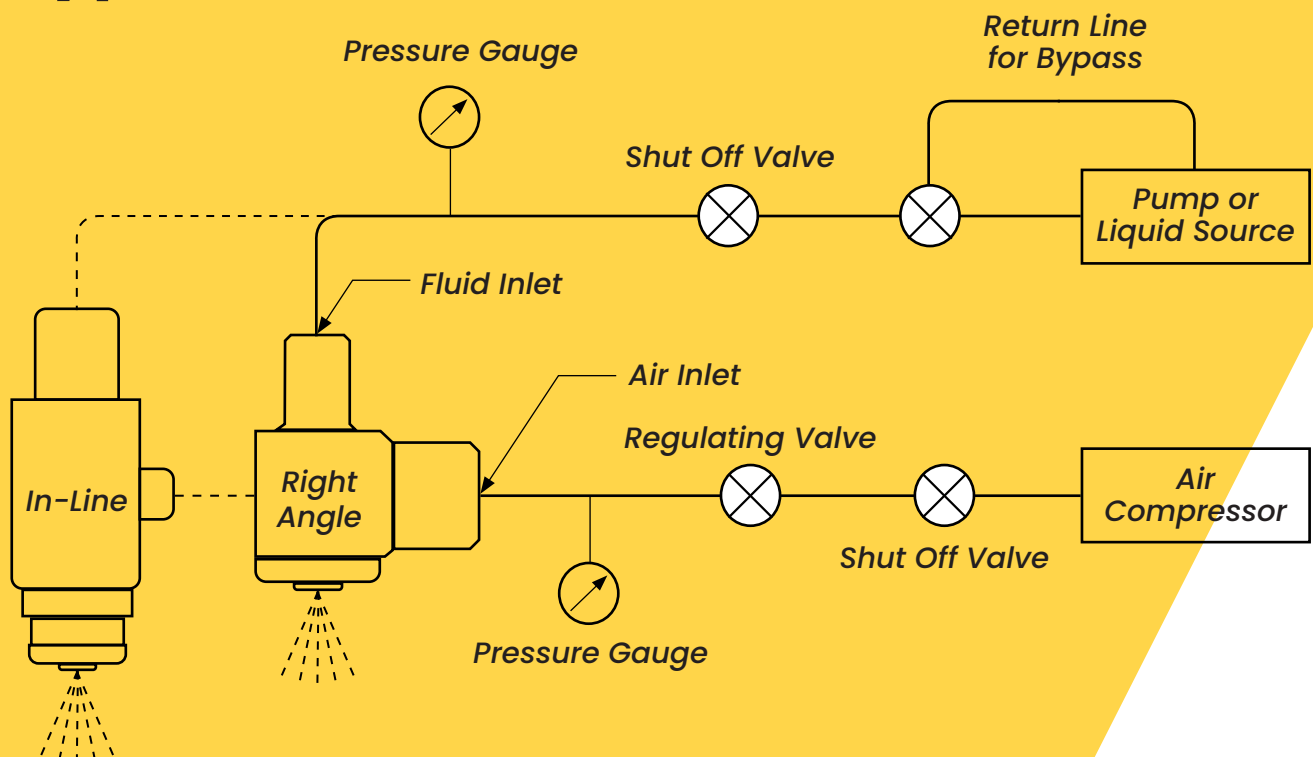 Return Line
for Bypass
Pressure Gauge
Shut Off Valve
Pump or
Liquid Source
Fluid Inlet
Air Inlet
Regulating Valve
In-Line
Right
Angle
Air
Compressor
Shut Off Valve
Pressure Gauge